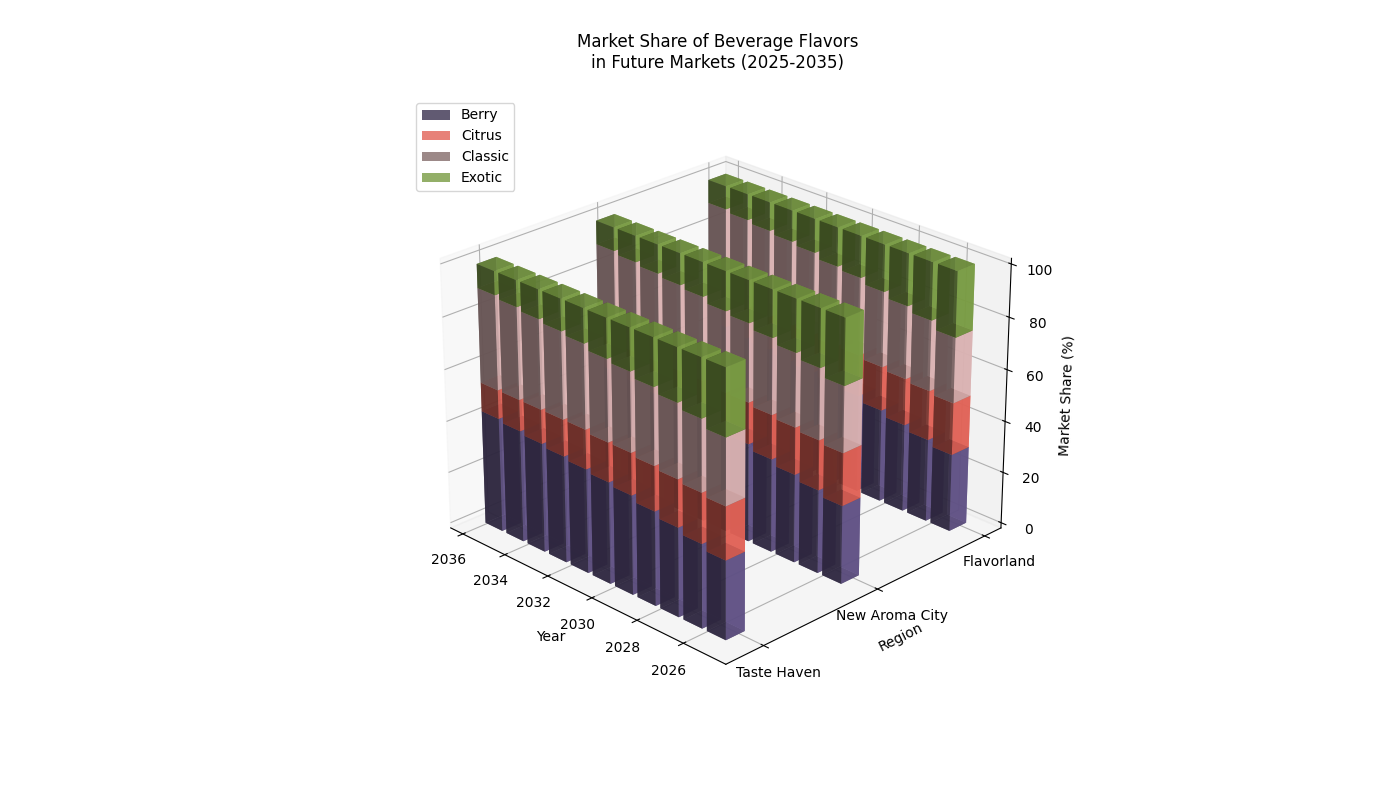 Market Share of Beverage Flavors
in Future Markets (2025-2035)
Berry
Citrus
Classic
Exotic
100
80
60
40
20
0
Market Share (%)
2036
2034
2032
2030
2028
2026
Year
Flavorland
New Aroma City
Taste Haven
Region